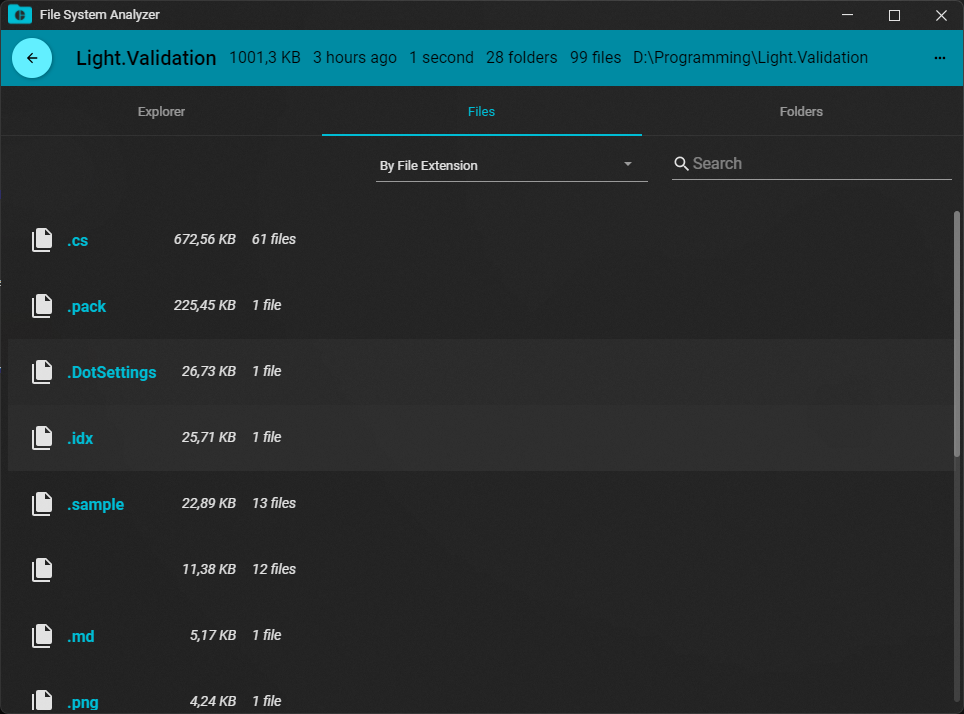 File System Analyzer
Light.Validation 1001,3 KB 3 hours ago 1 second 28 folders 99 files D:\Programming\Light.Validation
Explorer Files Folders
By File Extension Search
.cs 672,56 KB 61 files
.pack 225,45 KB 1 file
.DotSettings 26,73 KB 1 file
.idx 25,71 KB 1 file
.sample 22,89 KB 13 files
11,38 KB 12 files
.md 5,17 KB 1 file
.png 4,24 KB 1 file